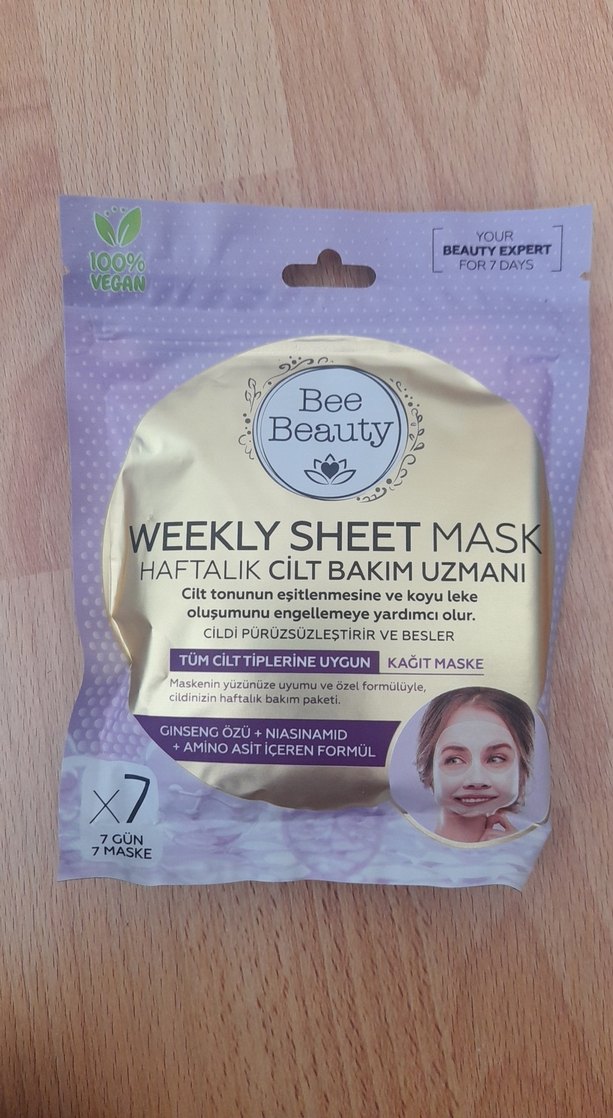 100%
VEGAN
YOUR
BEAUTY EXPERT
FOR 7 DAYS
Bee
Beauty
WEEKLY SHEET MASK
HAFTALIK CİLT BAKIM UZMANI
Cilt tonunun eşitlenmesine ve koyu leke
oluşumunu engellemeye yardımcı olur.
CİLDİ PÜRÜZSÜZLEŞTİRİR VE BESLER
TÜM CİLT TİPLERİNE UYGUN KAĞIT MASKE
Maskenin yüzünüze uyumu ve özel formülüyle,
cildinizin haftalık bakım paketi.
GINSENG ÖZÜ + NIASINAMID
+ AMİNO ASİT İÇEREN FORMÜL
x7
7 GÜN
7 MASKE